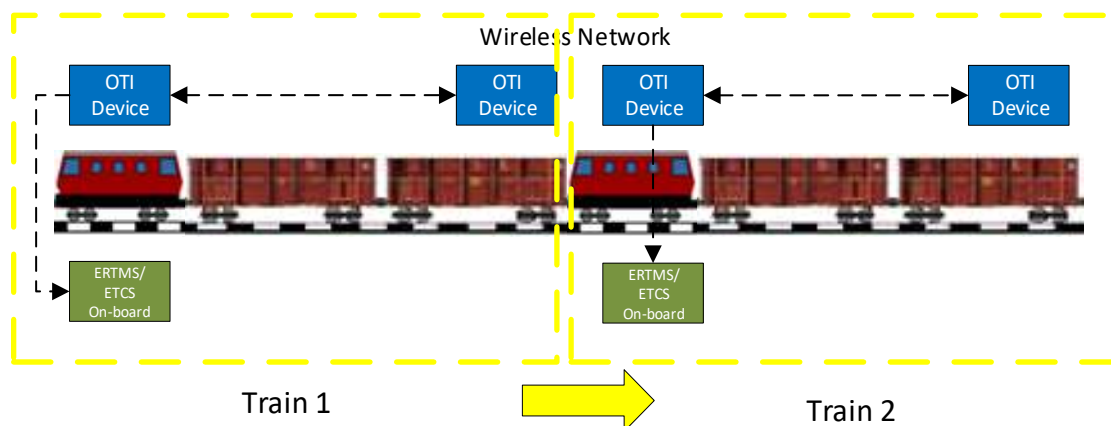 Wireless Network
OTI
Device
OTI
Device
OTI
Device
OTI
Device
ERTMS/
ETCS
On-board
ERTMS/
ETCS
On-board
Train 1
Train 2